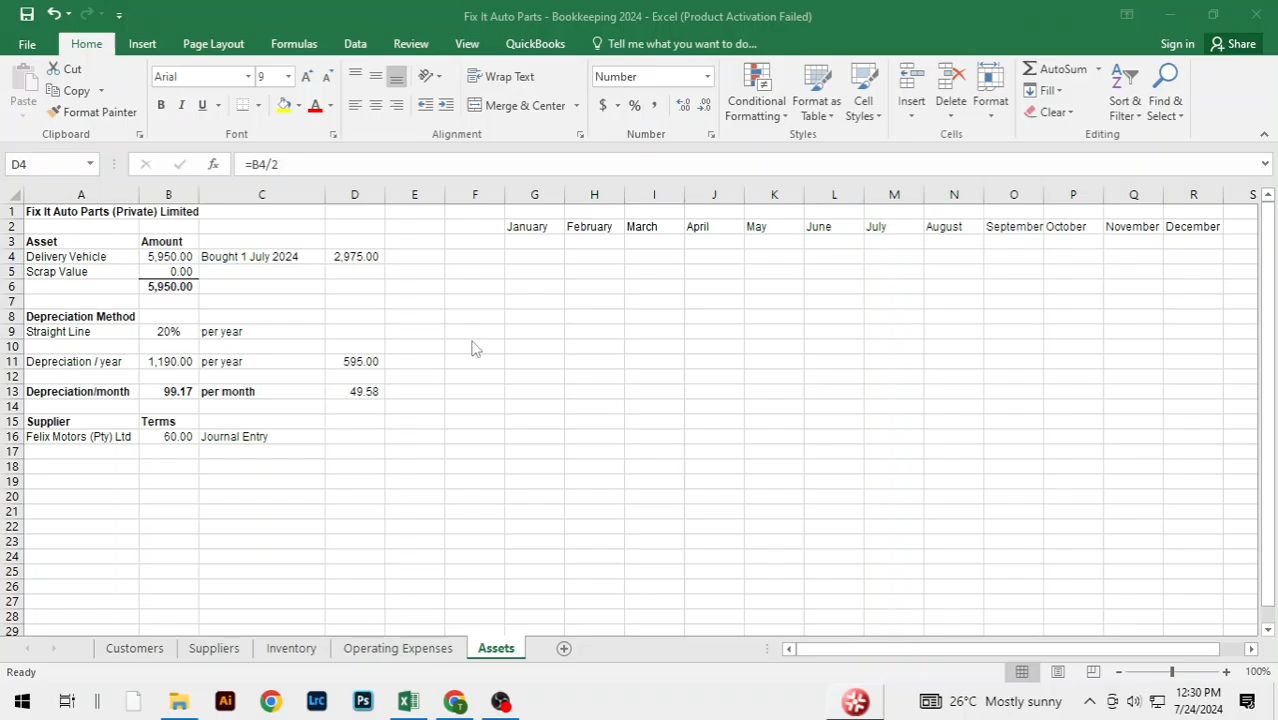 Fix It Auto Parts - Bookkeeping 2024 - Excel (Product Activation Failed)
File Home Insert Page Layout Formulas Data Review View QuickBooks Tell me what you want to do... Sign in Share
Paste Cut Copy Format Painter Clipboard
Arial 9 B I U A Font
Wrap Text Merge & Center Alignment
Number $ % , Number
Conditional Formatting Format as Table Cell Styles Styles
Insert Delete Format Cells
AutoSum Fill Clear Sort & Filter Find & Select Editing
D4 fx =B4/2
A B C D E F G H I J K L M N O P Q R S
1 Fix It Auto Parts (Private) Limited
2 January February March April May June July August September October November December
3 Asset Amount
4 Delivery Vehicle 5,950.00 Bought 1 July 2024 2,975.00
5 Scrap Value 0.00
6 5,950.00
7
8 Depreciation Method
9 Straight Line 20% per year
10
11 Depreciation / year 1,190.00 per year 595.00
12
13 Depreciation/month 99.17 per month 49.58
14
15 Supplier Terms
16 Felix Motors (Pty) Ltd 60.00 Journal Entry
17
18
19
20
21
22
23
24
25
26
27
28
29
Customers Suppliers Inventory Operating Expenses Assets
Ready 100%
Ai Lrc Ps T 26°C Mostly sunny 12:30 PM
7/24/2024